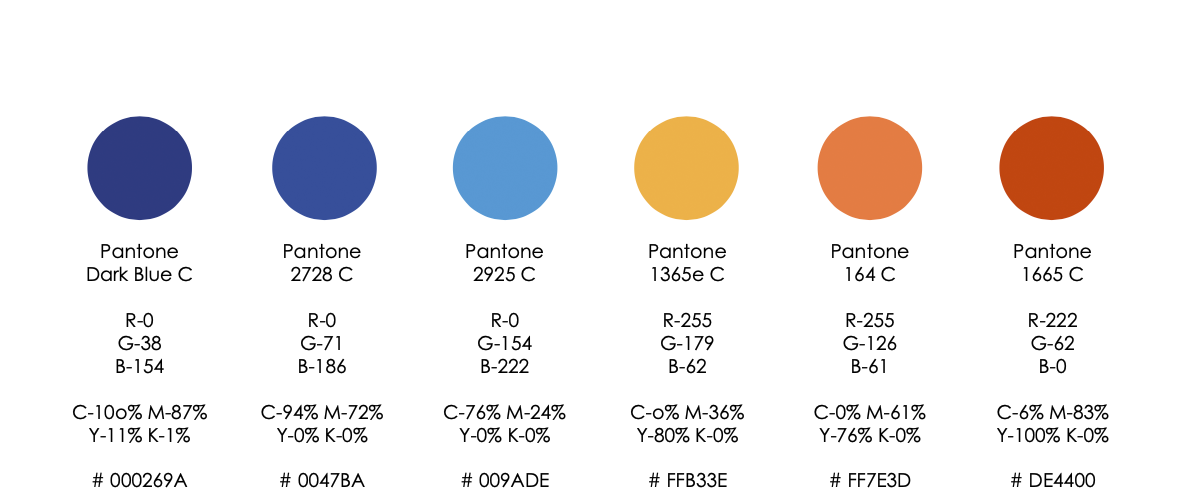 Pantone
Dark Blue C
R-0
G-38
B-154
C-10o% M-87%
Y-11% K-1%
# 000269A
Pantone
2728 C
R-0
G-71
B-186
C-94% M-72%
Y-0% K-0%
# 0047BA
Pantone
2925 C
R-0
G-154
B-222
C-76% M-24%
Y-0% K-0%
# 009ADE
Pantone
1365e C
R-255
G-179
B-62
C-o% M-36%
Y-80% K-0%
# FFB33E
Pantone
164 C
R-255
G-126
B-61
C-0% M-61%
Y-76% K-0%
# FF7E3D
Pantone
1665 C
R-222
G-62
B-0
C-6% M-83%
Y-100% K-0%
# DE4400